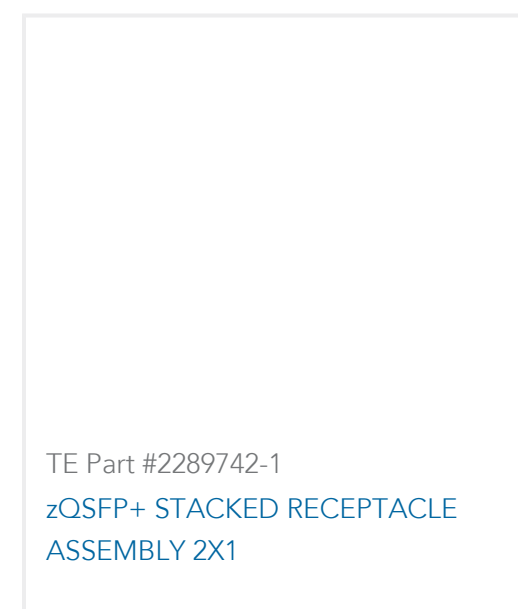 TE Part #2289742-1
zQSFP+ STACKED RECEPTACLE
ASSEMBLY 2X1